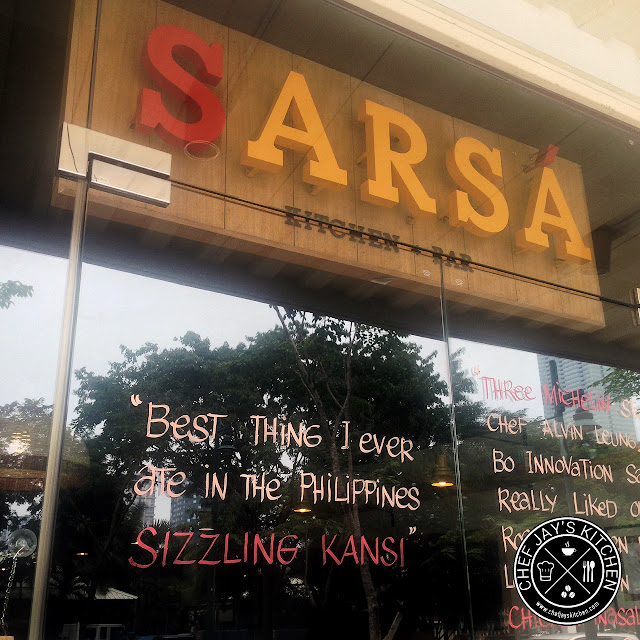 SARSÁ
KITCHEN + BAR
"BEST THING I EVER
ATE IN THE PHILIPPINES
SIZZLING KANSI"
"THREE MICHELIN
CHEF ALVIN LEUNG
BO INNOVATION
REALLY LIKED
CHEF JAY'S KITCHEN
www.chefjayskitchen.com